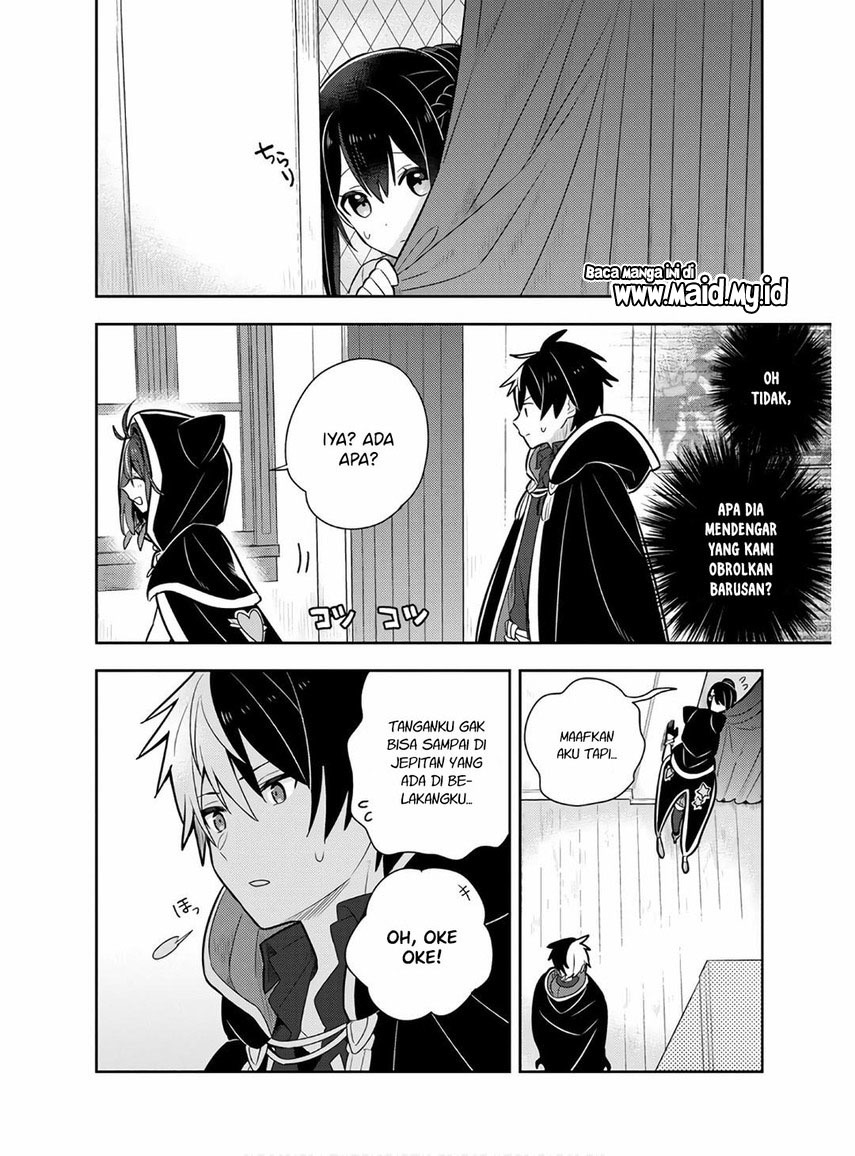 ちらり
Baca Manga ini di
www.Maid.My.id
OH
TIDAK,
APA DIA
MENDENGAR
YANG KAMI
OBROLKAN
BARUSAN?
IYA? ADA
APA?
コツ コツ
MAAFKAN
AKU TAPI...
TANGANKU GAK
BISA SAMPAI DI
JEPITAN YANG
ADA DI BE-
LAKANGKU...
OH, OKE
OKE!
ほっ